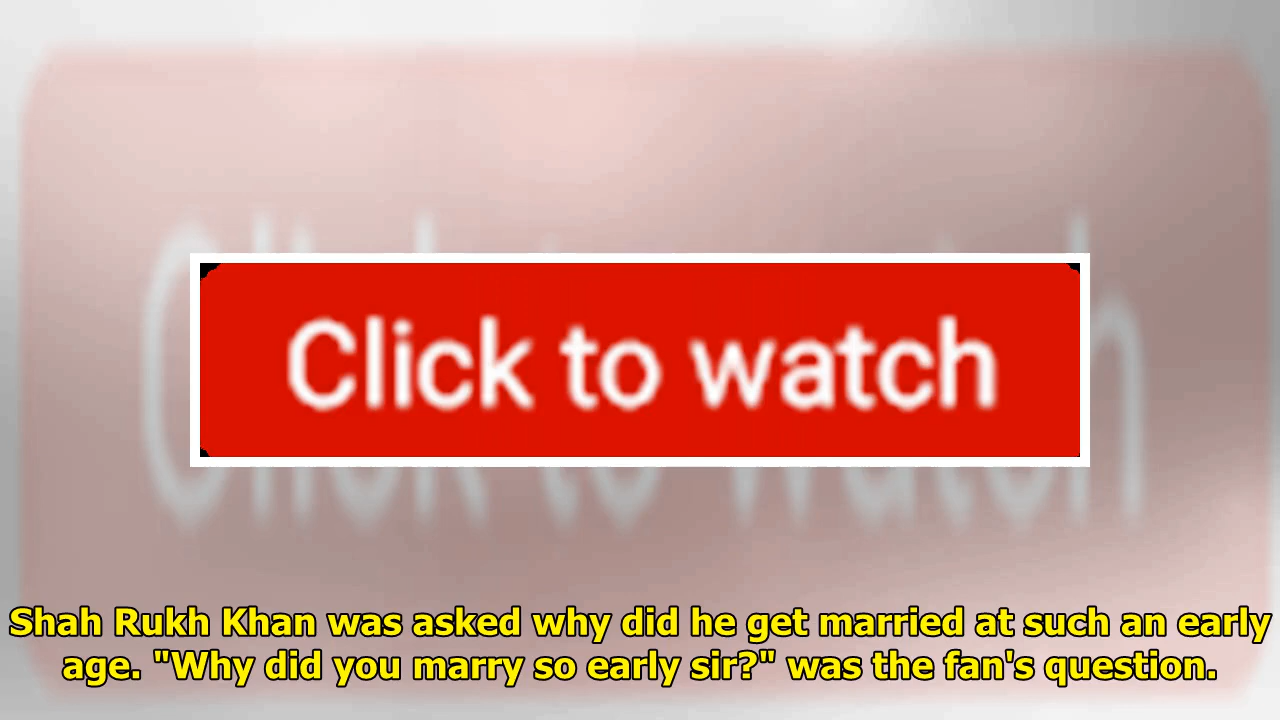 Click to watch
Shah Rukh Khan was asked why did he get married at such an early
age. "Why did you marry so early sir?" was the fan's question.